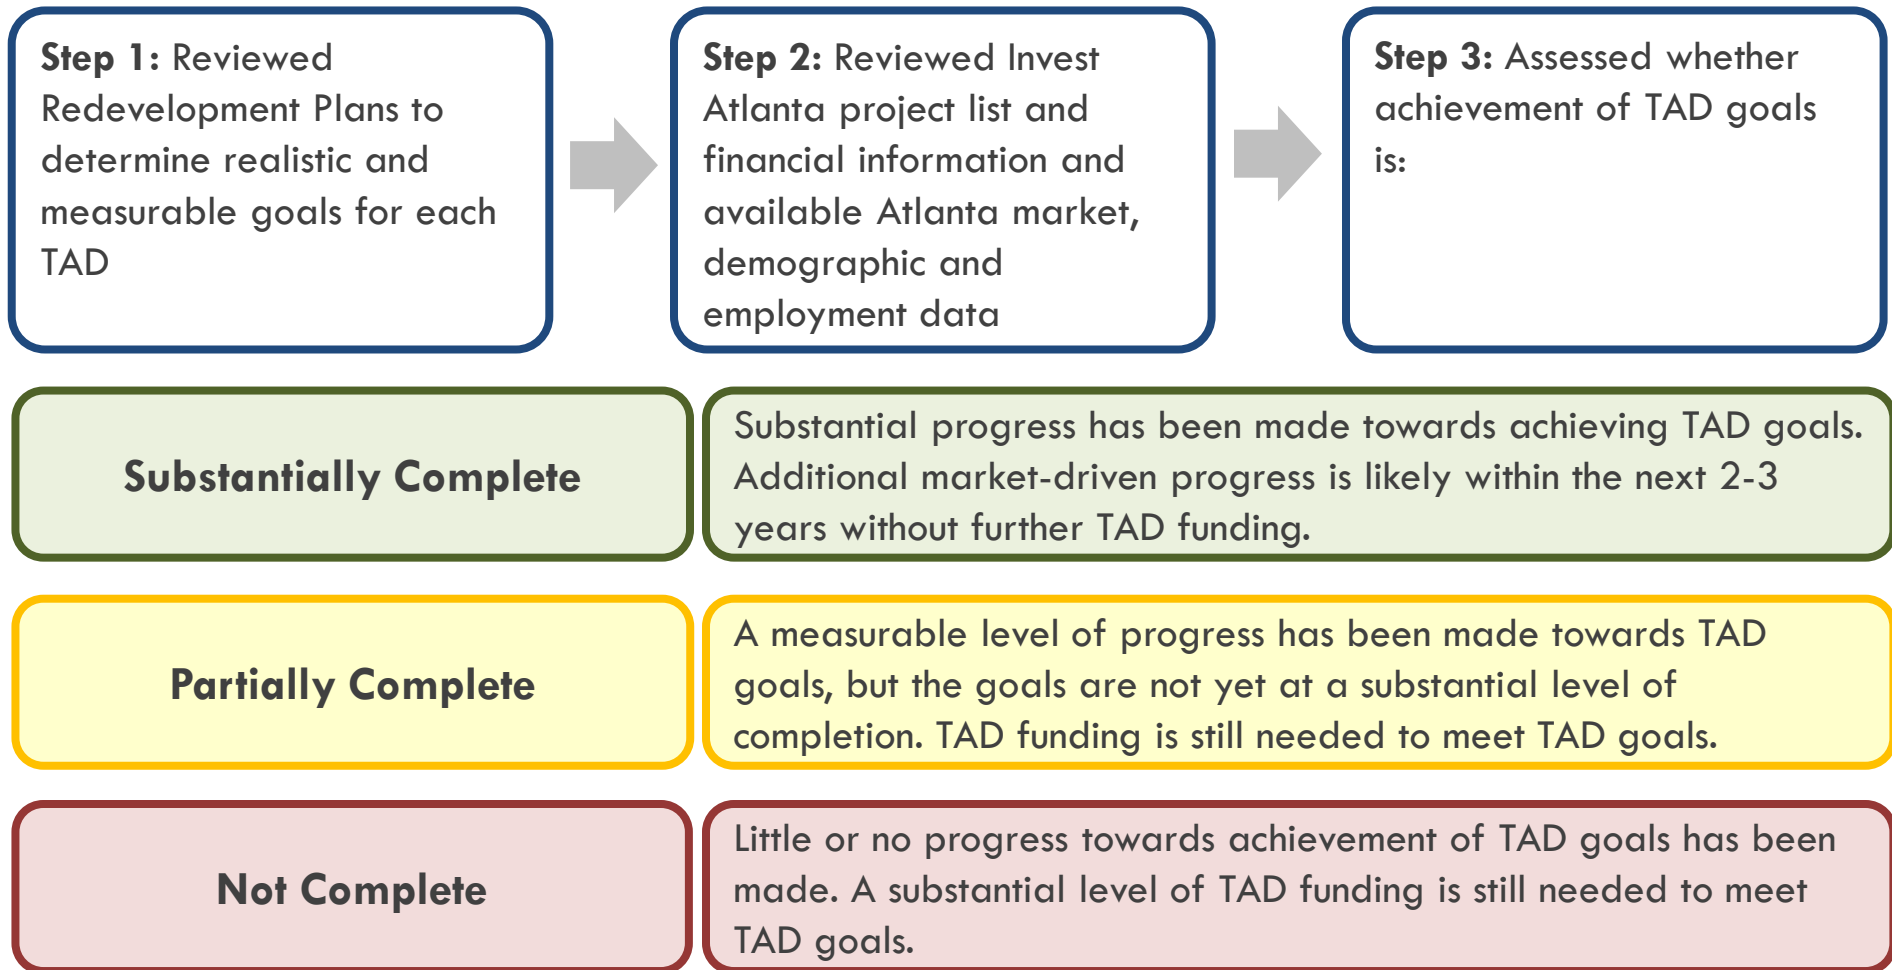 Step 1: Reviewed
Redevelopment Plans to
determine realistic and
measurable goals for each
TAD
Step 2: Reviewed Invest
Atlanta project list and
financial information and
available Atlanta market,
demographic and
employment data
Step 3: Assessed whether
achievement of TAD goals
is:
Substantially Complete
Substantial progress has been made towards achieving TAD goals.
Additional market-driven progress is likely within the next 2-3
years without further TAD funding.
Partially Complete
A measurable level of progress has been made towards TAD
goals, but the goals are not yet at a substantial level of
completion. TAD funding is still needed to meet TAD goals.
Not Complete
Little or no progress towards achievement of TAD goals has been
made. A substantial level of TAD funding is still needed to meet
TAD goals.